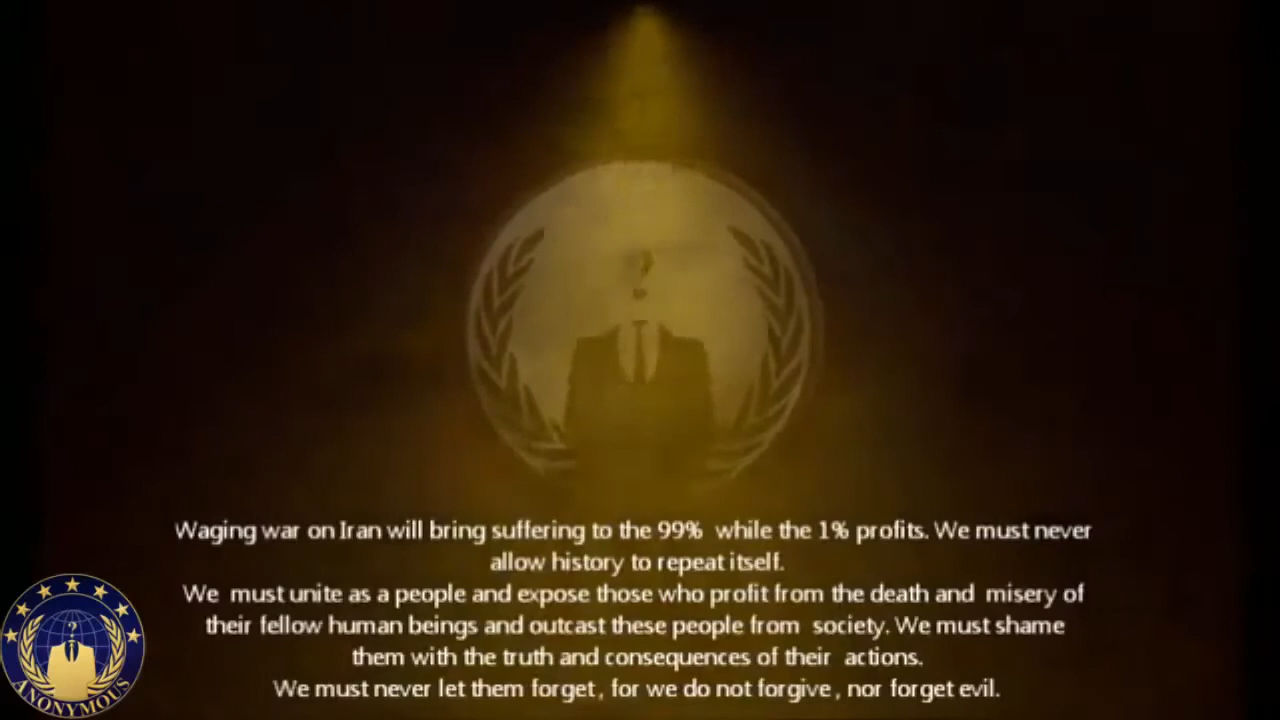 ?
Waging war on Iran will bring suffering to the 99% while the 1% profits. We must never
allow history to repeat itself.
We must unite as a people and expose those who profit from the death and misery of
their fellow human beings and outcast these people from society. We must shame
them with the truth and consequences of their actions.
We must never let them forget, for we do not forgive, nor forget evil.
?
ANONYMOUS